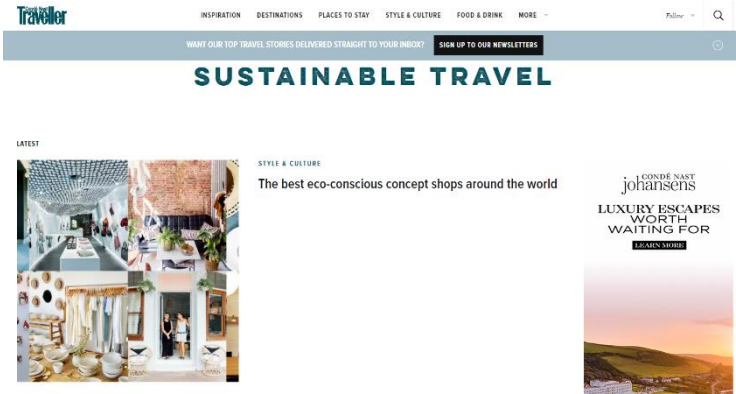 Condé Nast
Traveller
INSPIRATION DESTINATIONS PLACES TO STAY STYLE & CULTURE FOOD & DRINK MORE Follow
WANT OUR TOP TRAVEL STORIES DELIVERED STRAIGHT TO YOUR INBOX? SIGN UP TO OUR NEWSLETTERS
SUSTAINABLE TRAVEL
LATEST
STYLE & CULTURE
The best eco-conscious concept shops around the world
CONDÉ NAST
johansens
LUXURY ESCAPES
WORTH
WAITING FOR
LEARN MORE